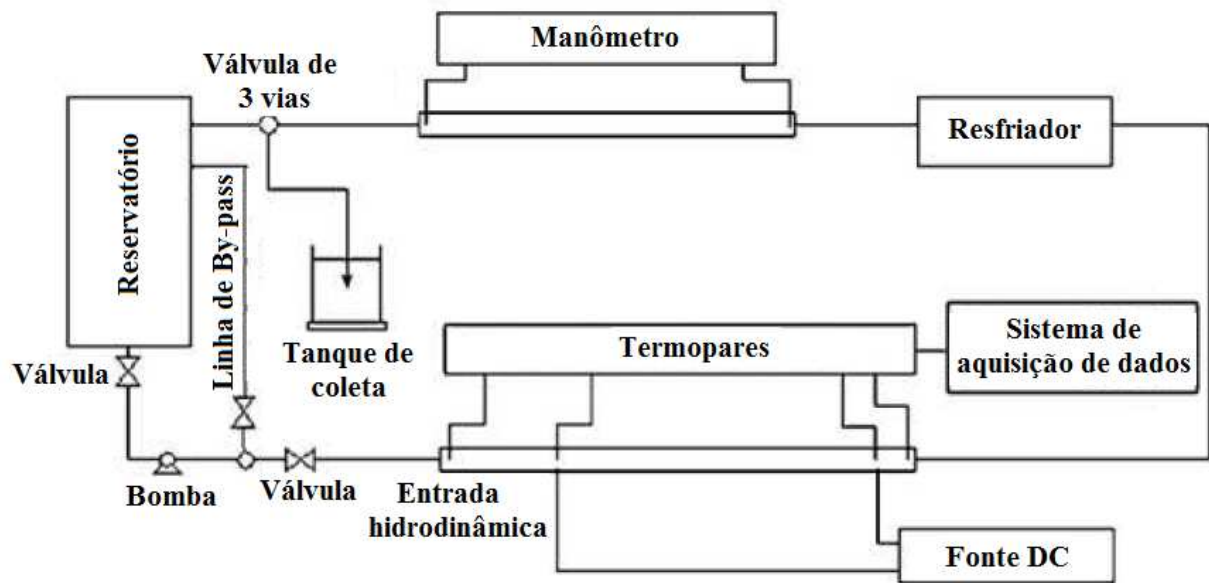 Manômetro
Válvula de
3 vias
Resfriador
Reservatório
Linha de By-pass
Tanque de
coleta
Termopares
Sistema de
aquisição de dados
Válvula
Bomba
Válvula
Entrada
hidrodinâmica
Fonte DC